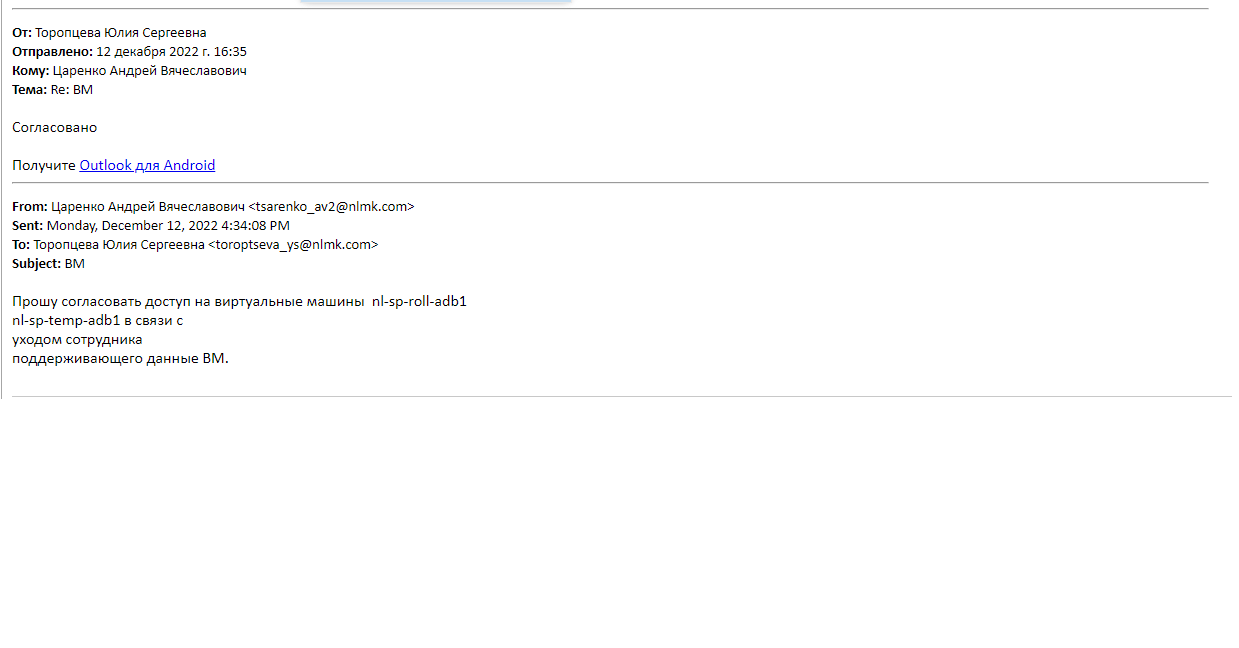 От: Торопцева Юлия Сергеевна
Отправлено: 12 декабря 2022 г. 16:35
Кому: Царенко Андрей Вячеславович
Тема: Re: ВМ
Согласовано
Получите Outlook для Android
From: Царенко Андрей Вячеславович <tsarenko_av2@nlmk.com>
Sent: Monday, December 12, 2022 4:34:08 PM
To: Торопцева Юлия Сергеевна <toroptseva_ys@nlmk.com>
Subject: ВМ
Прошу согласовать доступ на виртуальные машины  nl-sp-roll-adb1
nl-sp-temp-adb1 в связи с
уходом сотрудника
поддерживающего данные ВМ.